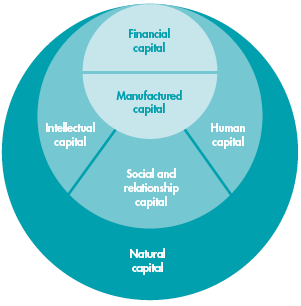 Financial
capital
Manufactured
capital
Intellectual
capital
Human
capital
Social and
relationship
capital
Natural
capital